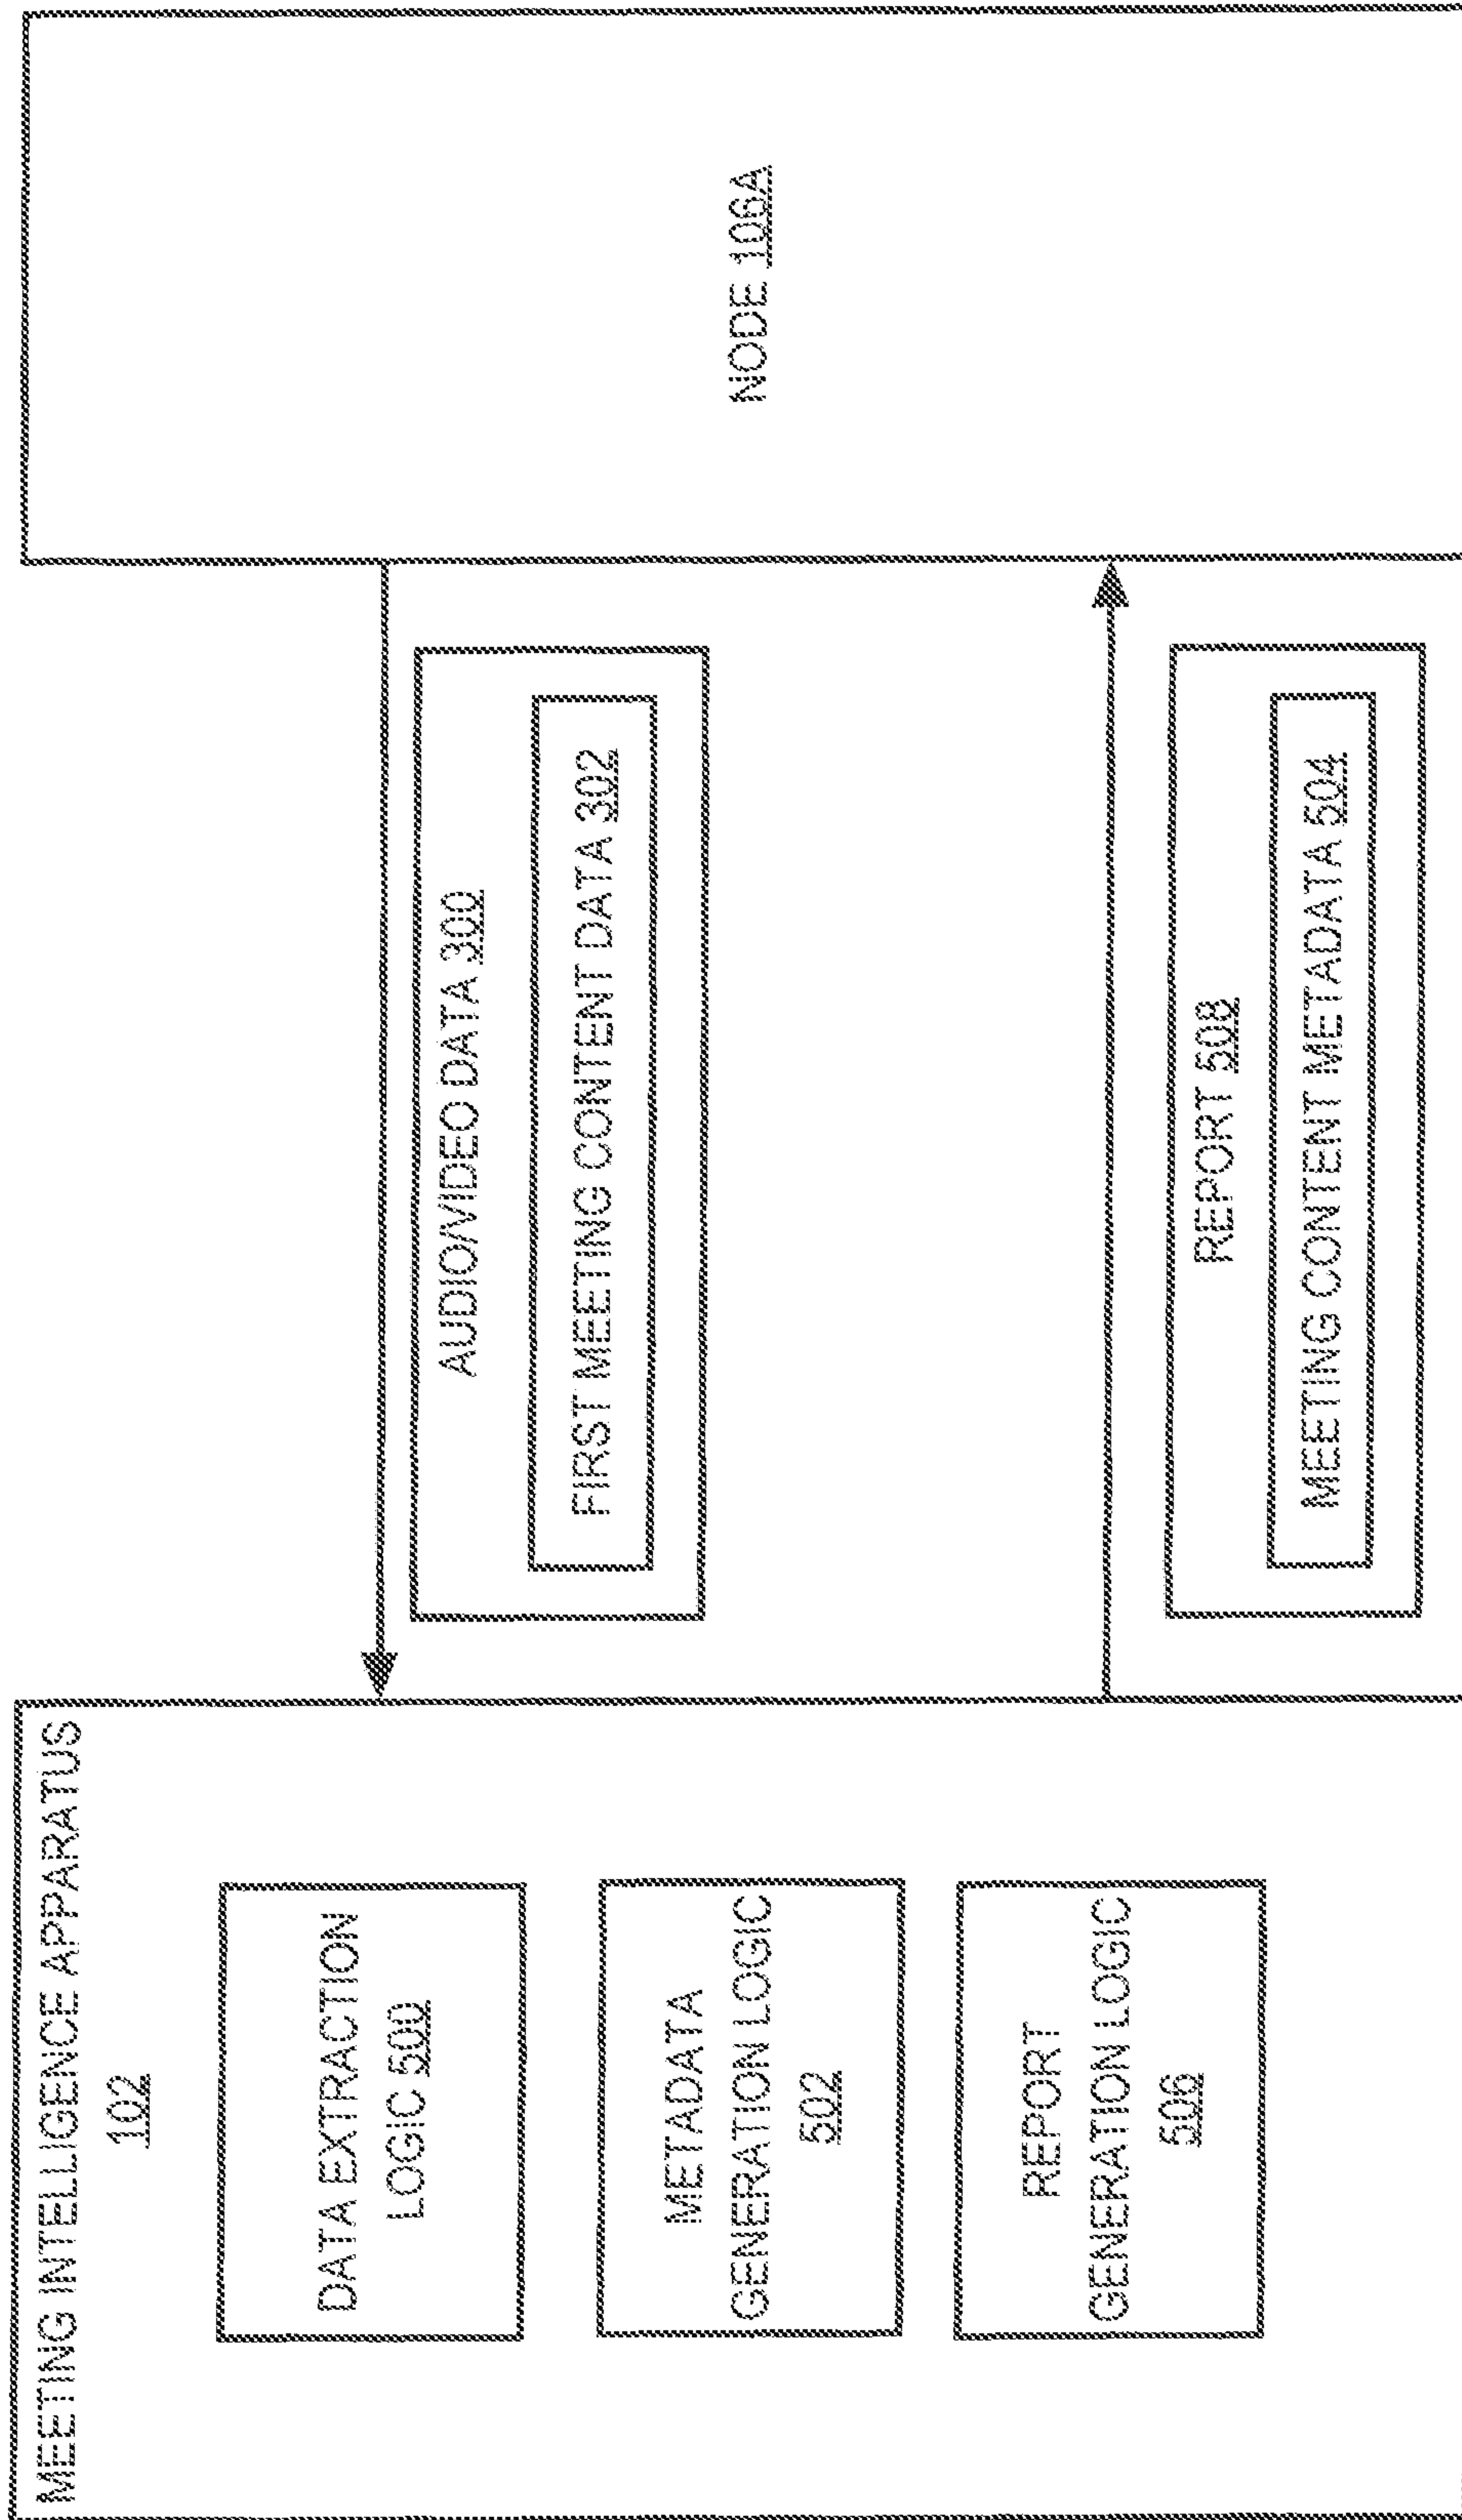 MEETING INTELLIGENCE APPARATUS
102
DATA EXTRACTION
LOGIC 500
METADATA
GENERATION LOGIC
502
REPORT
GENERATION LOGIC
506
AUDIO/VIDEO DATA 300
FIRST MEETING CONTENT DATA 302
REPORT 508
MEETING CONTENT METADATA 504
NODE 106A